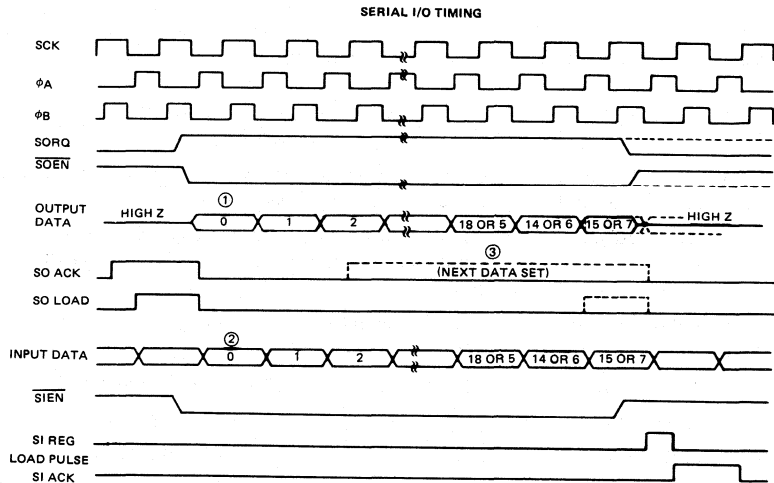 SERIAL I/O TIMING
SCK
φA
φB
SORQ
SOEN
OUTPUT DATA
HIGH Z
①
0
1
2
18 OR 5
14 OR 6
15 OR 7
HIGH Z
③
SO ACK
(NEXT DATA SET)
SO LOAD
INPUT DATA
②
0
1
2
18 OR 5
14 OR 6
15 OR 7
SIEN
SI REG
LOAD PULSE
SI ACK